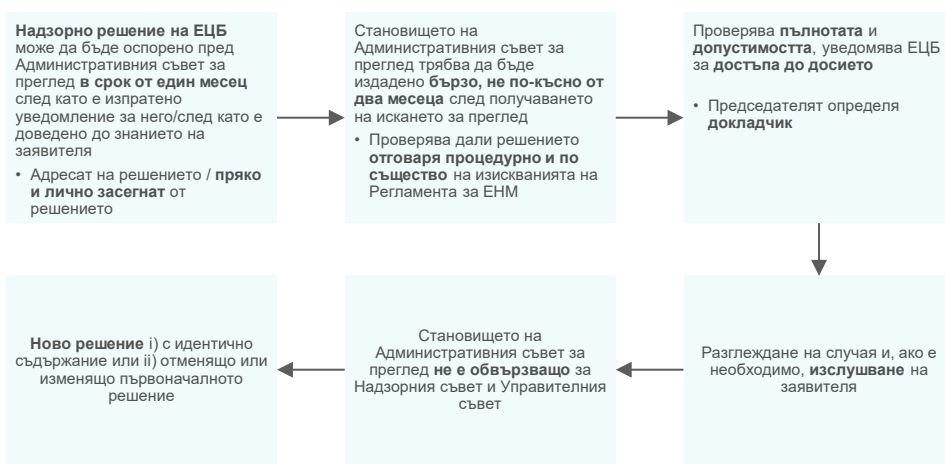 Надзорно решение на ЕЦБ
може да бъде оспорено пред
Административния съвет за
преглед в срок от един месец
след като е изпратено
уведомление за него/след като е
доведено до знанието на
заявителя
• Адресат на решението / пряко
и лично засегнат от
решението
Становището на
Административния съвет за
преглед трябва да бъде
издадено бързо, не по-късно от
два месеца след получаването
на искането за преглед
• Проверява дали решението
отговаря процедурно и по
същество на изискванията на
Регламента за ЕНМ
Проверява пълнотата и
допустимостта, уведомява ЕЦБ
за достъпа до досието
• Председателят определя
докладчик
Разглеждане на случая и, ако е
необходимо, изслушване на
заявителя
Становището на
Административния съвет за
преглед не е обвързващо за
Надзорния съвет и Управителния
съвет
Ново решение i) с идентично
съдържание или ii) отменящо или
изменящо първоначалното
решение